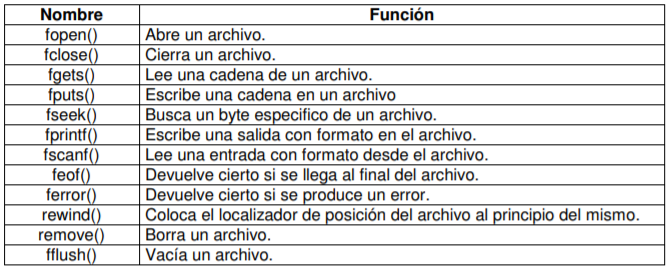 Nombre Función
fopen() Abre un archivo.
fclose() Cierra un archivo.
fgets() Lee una cadena de un archivo.
fputs() Escribe una cadena en un archivo
fseek() Busca un byte especifico de un archivo.
fprintf() Escribe una salida con formato en el archivo.
fscanf() Lee una entrada con formato desde el archivo.
feof() Devuelve cierto si se llega al final del archivo.
ferror() Devuelve cierto si se produce un error.
rewind() Coloca el localizador de posición del archivo al principio del mismo.
remove() Borra un archivo.
fflush() Vacía un archivo.